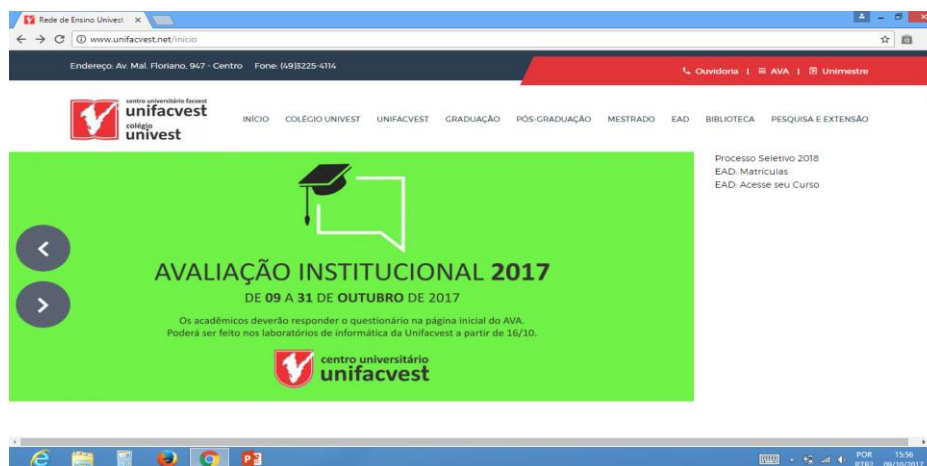 Rede de Ensino Univest
www.unifacvest.net/inicio
Endereço: Av. Mal. Floriano, 947 - Centro Fone: (49)3225-4114
Ouvidoria | AVA | Unimestre
centro universitário facvest
unifacvest
colégio
univest
INÍCIO COLÉGIO UNIVEST UNIFACVEST GRADUAÇÃO PÓS-GRADUAÇÃO MESTRADO EAD BIBLIOTECA PESQUISA E EXTENSÃO
Processo Seletivo 2018
EAD: Matrículas
EAD: Acesse seu Curso
AVALIAÇÃO INSTITUCIONAL 2017
DE 09 A 31 DE OUTUBRO DE 2017
Os acadêmicos deverão responder o questionário na página inicial do AVA.
Poderá ser feito nos laboratórios de informática da Unifacvest a partir de 16/10.
centro universitário
unifacvest
POR 15:56
PTB2 09/10/2017